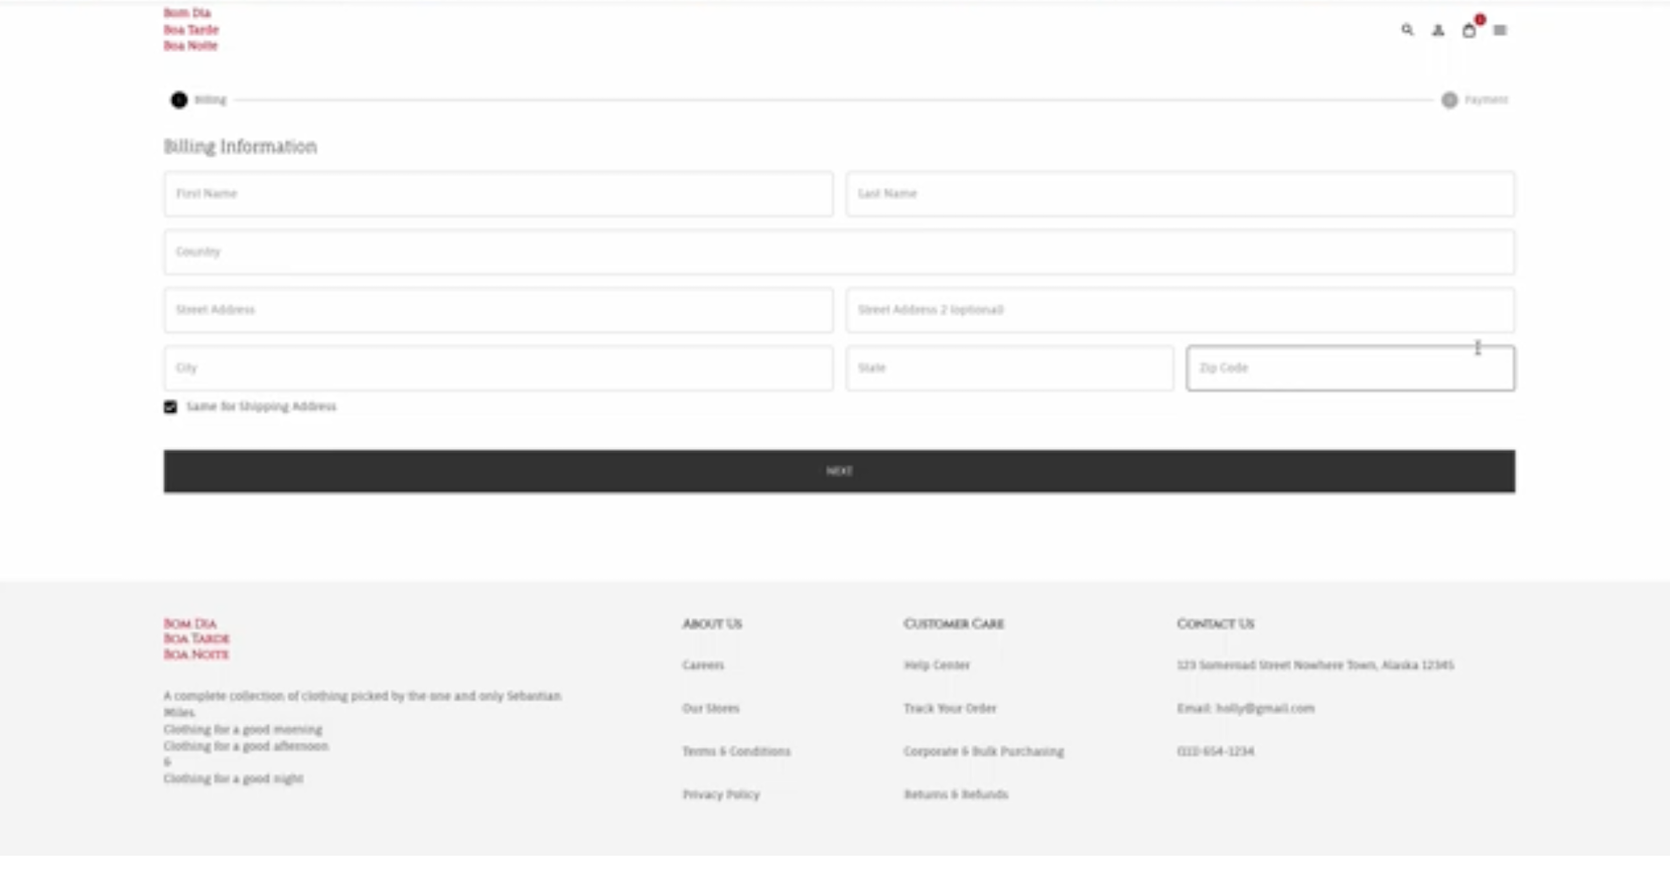 Bom Dia
Boa Tarde
Boa Noite
Billing
Payment
Billing Information
First Name
Last Name
Country
Street Address
Street Address 2 (optional)
City
State
Zip Code
Same for Shipping Address
NEXT
BOM DIA
BOA TARDE
BOA NOITE
A complete collection of clothing picked by the one and only Sebastian
Miles.
Clothing for a good morning
Clothing for a good afternoon
&
Clothing for a good night
ABOUT US
Careers
Our Stores
Terms & Conditions
Privacy Policy
CUSTOMER CARE
Help Center
Track Your Order
Corporate & Bulk Purchasing
Returns & Refunds
CONTACT US
123 Someroad Street Nowhere Town, Alaska 12345
Email: holly@gmail.com